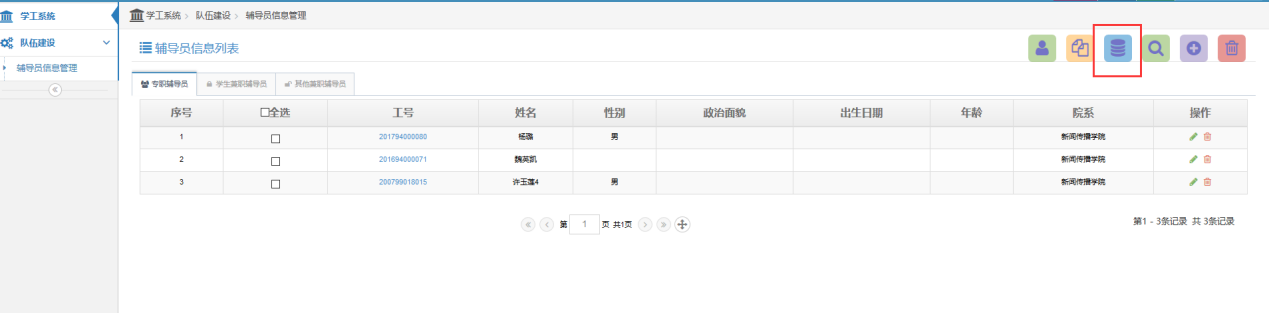 学工系统
学工系统 > 队伍建设 > 辅导员信息管理
队伍建设
辅导员信息管理
辅导员信息列表
专职辅导员 学生兼职辅导员 其他兼职辅导员
序号 全选 工号 姓名 性别 政治面貌 出生日期 年龄 院系 操作
1 201794000080 杨璐 男 新闻传播学院
2 201694000071 魏英凯 新闻传播学院
3 200799018015 许玉莲4 男 新闻传播学院
第 1 页 共1页
第1 - 3条记录 共 3条记录